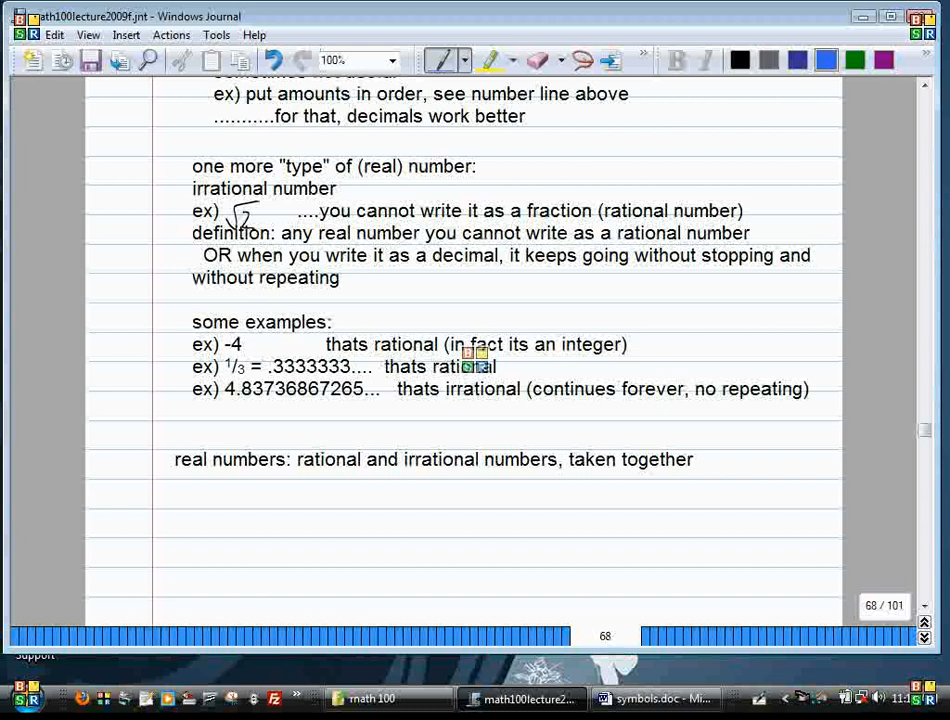 math100lecture2009f.jnt - Windows Journal
Edit View Insert Actions Tools Help
100%
B I
ex) put amounts in order, see number line above
...........for that, decimals work better
one more "type" of (real) number:
irrational number
ex) √2 ....you cannot write it as a fraction (rational number)
definition: any real number you cannot write as a rational number
OR when you write it as a decimal, it keeps going without stopping and
without repeating
some examples:
ex) -4 thats rational (in fact its an integer)
ex) 1/3 = .3333333.... thats rational
ex) 4.83736867265... thats irrational (continues forever, no repeating)
real numbers: rational and irrational numbers, taken together
68 / 101
68
Support
math 100
math100lecture2...
symbols.doc - Mi...